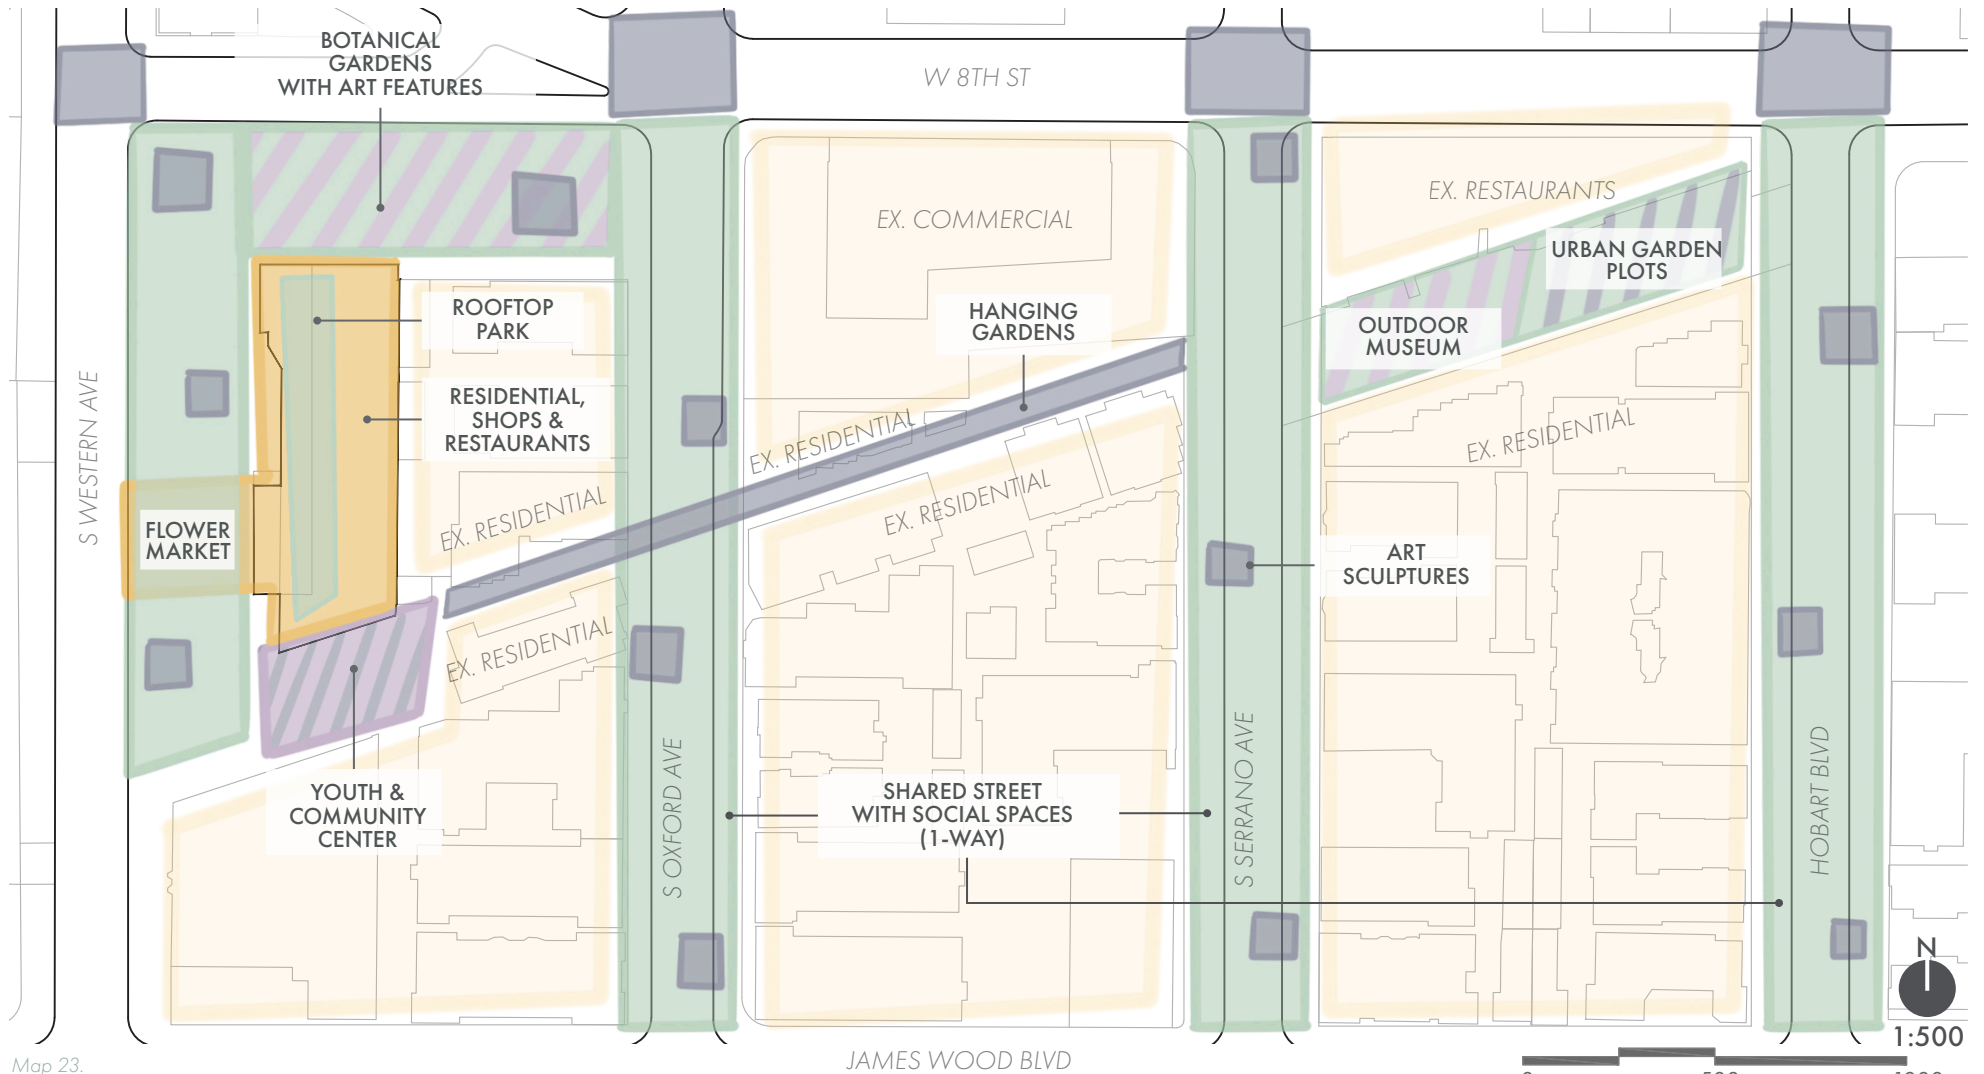 BOTANICAL
GARDENS
WITH ART FEATURES
W 8TH ST
EX. COMMERCIAL
EX. RESTAURANTS
URBAN GARDEN
PLOTS
ROOFTOP
PARK
HANGING
GARDENS
OUTDOOR
MUSEUM
RESIDENTIAL,
SHOPS &
RESTAURANTS
S WESTERN AVE
EX. RESIDENTIAL
EX. RESIDENTIAL
EX. RESIDENTIAL
EX. RESIDENTIAL
FLOWER
MARKET
ART
SCULPTURES
EX. RESIDENTIAL
YOUTH &
COMMUNITY
CENTER
S OXFORD AVE
SHARED STREET
WITH SOCIAL SPACES
(1-WAY)
S SERRANO AVE
HOBART BLVD
N
1:500
Map 23.
JAMES WOOD BLVD